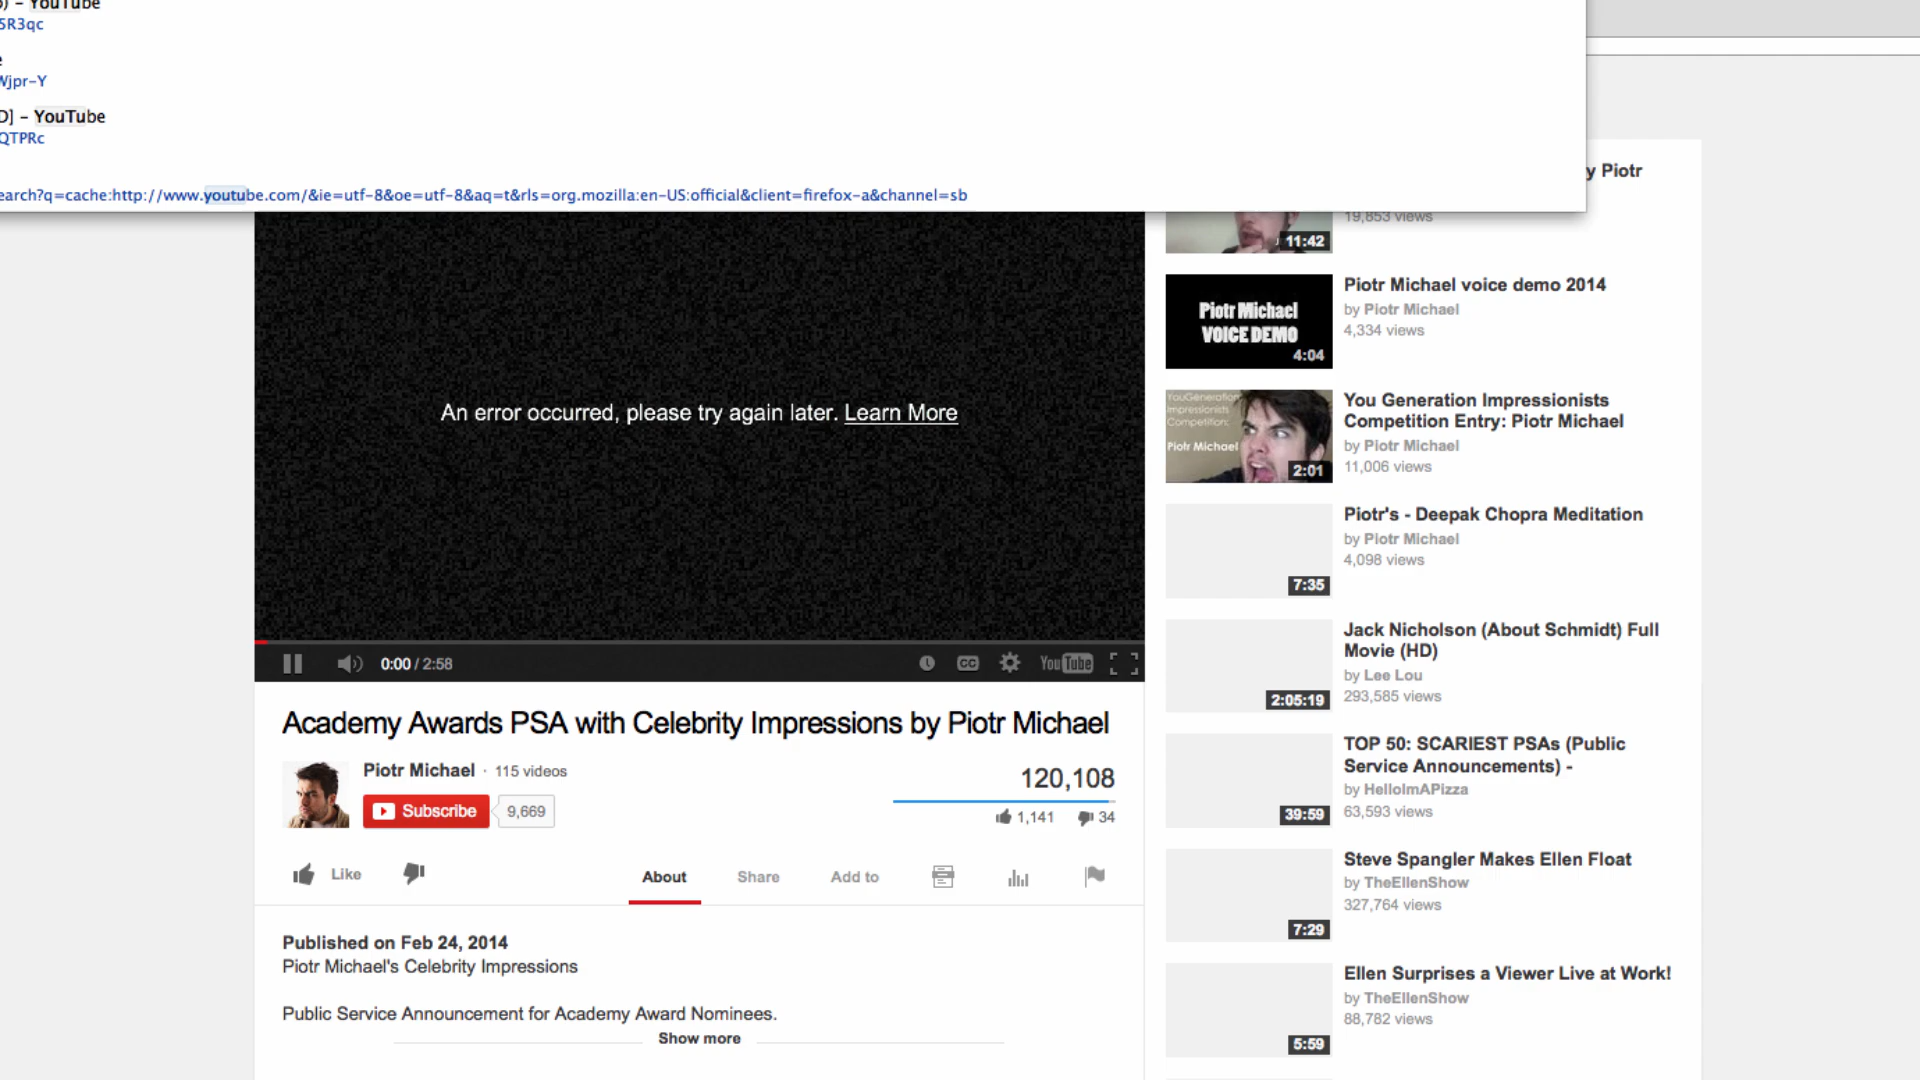 – YouTube
5R3qc
Wjpr-Y
D] – YouTube
QTPRc
earch?q=cache:http://www.youtube.com/&ie=utf-8&oe=utf-8&aq=t&rls=org.mozilla:en-US:official&client=firefox-a&channel=sb
y Piotr
19,853 views
11:42
Piotr Michael
VOICE DEMO
4:04
Piotr Michael voice demo 2014
by Piotr Michael
4,334 views
YouGeneration
Impressionists
Competition:
Piotr Michael
2:01
You Generation Impressionists
Competition Entry: Piotr Michael
by Piotr Michael
11,006 views
An error occurred, please try again later. Learn More
7:35
Piotr's - Deepak Chopra Meditation
by Piotr Michael
4,098 views
2:05:19
Jack Nicholson (About Schmidt) Full
Movie (HD)
by Lee Lou
293,585 views
0:00 / 2:58
CC
YouTube
Academy Awards PSA with Celebrity Impressions by Piotr Michael
Piotr Michael · 115 videos
Subscribe 9,669
120,108
1,141 34
39:59
TOP 50: SCARIEST PSAs (Public
Service Announcements) -
by HelloImAPizza
63,593 views
Like
About Share Add to
7:29
Steve Spangler Makes Ellen Float
by TheEllenShow
327,764 views
Published on Feb 24, 2014
Piotr Michael's Celebrity Impressions
Public Service Announcement for Academy Award Nominees.
Show more
5:59
Ellen Surprises a Viewer Live at Work!
by TheEllenShow
88,782 views